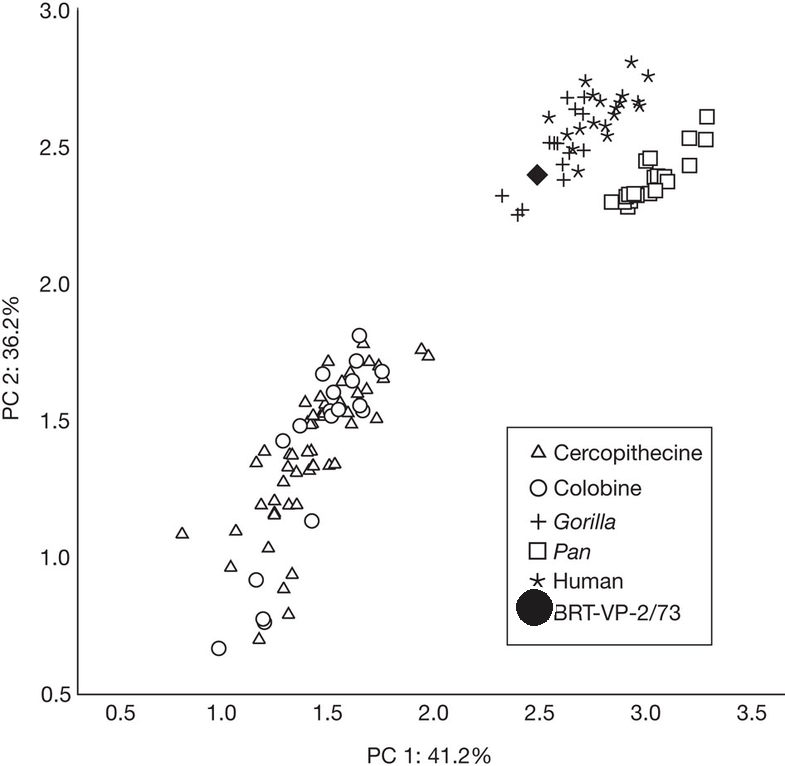 3.0
2.5
2.0
1.5
1.0
0.5
PC 2: 36.2%
Cercopithecine
Colobine
Gorilla
Pan
Human
BRT-VP-2/73
0.5 1.0 1.5 2.0 2.5 3.0 3.5
PC 1: 41.2%